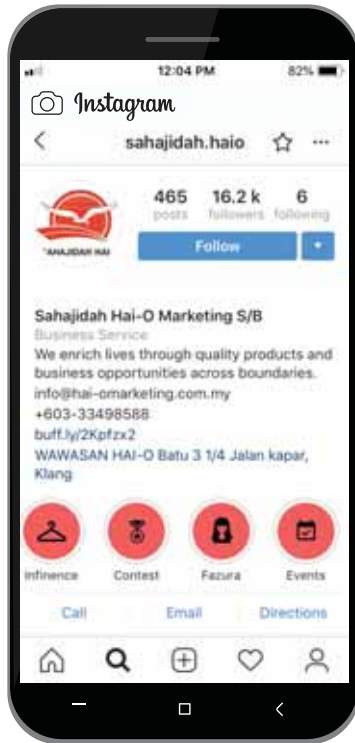 12:04 PM 82%
Instagram
sahajidah.haio
465 16.2 k 6
posts followers following
Follow
SAHAJIDAH HAI
Sahajidah Hai-O Marketing S/B
Business Service
We enrich lives through quality products and
business opportunities across boundaries.
info@hai-omarketing.com.my
+603-33498588
buff.ly/2Kpfzx2
WAWASAN HAI-O Batu 3 1/4 Jalan kapar,
Klang
Infinence Contest Fazura Events
Call Email Directions